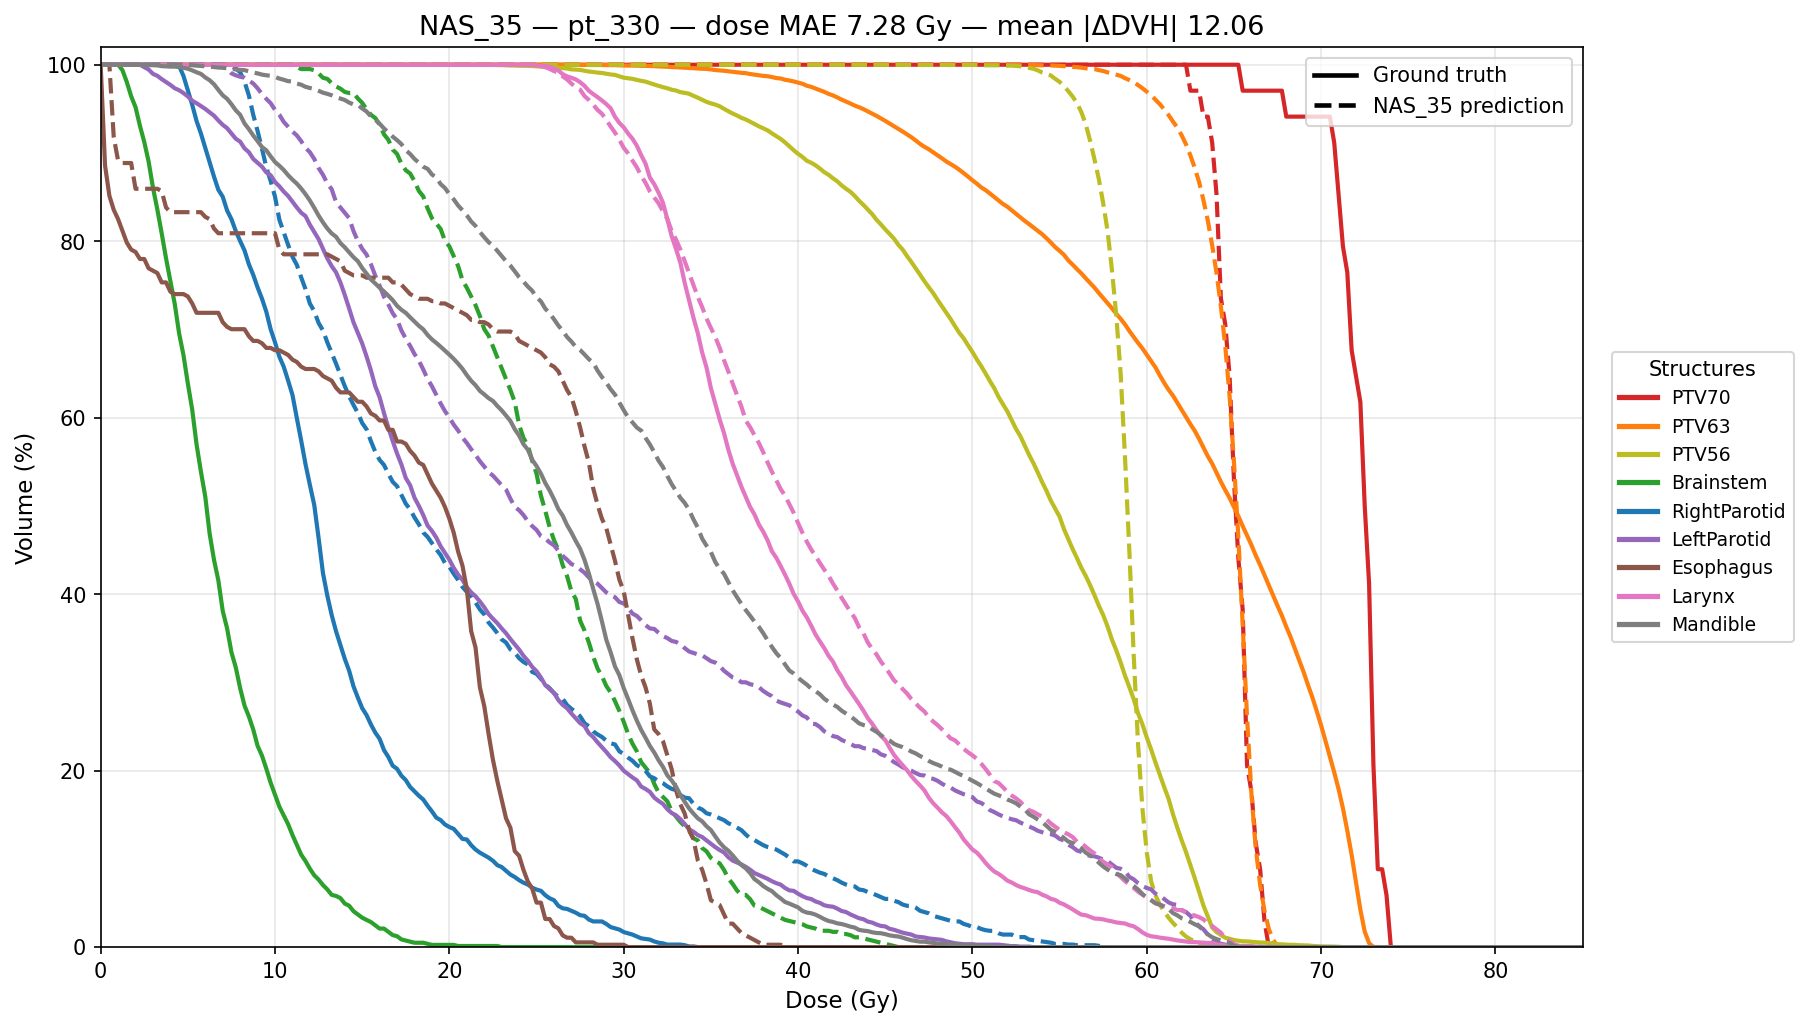 NAS_35 — pt_330 — dose MAE 7.28 Gy — mean |ΔDVH| 12.06
Ground truth
NAS_35 prediction
Volume (%)
100
80
60
40
20
0
0 10 20 30 40 50 60 70 80
Dose (Gy)
Structures
PTV70
PTV63
PTV56
Brainstem
RightParotid
LeftParotid
Esophagus
Larynx
Mandible